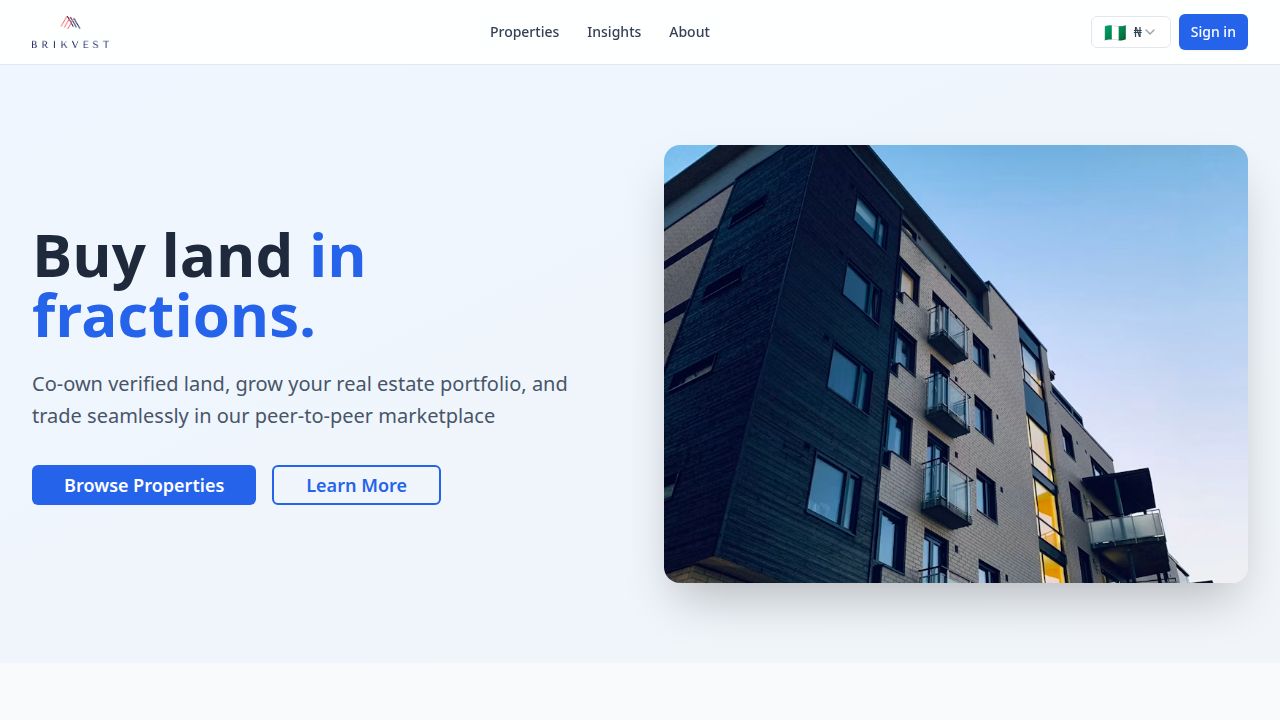 BRIKVEST
Properties
Insights
About
₦
Sign in
Buy land in
fractions.
Co-own verified land, grow your real estate portfolio, and
trade seamlessly in our peer-to-peer marketplace
Browse Properties
Learn More